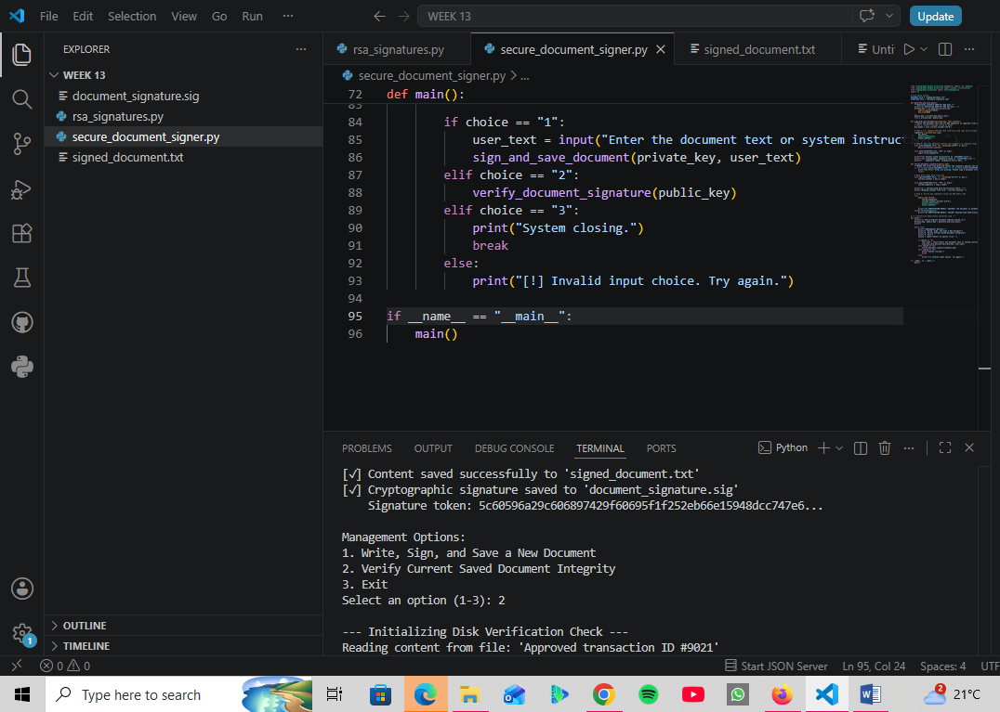 File Edit Selection View Go Run ··· WEEK 13 Update
EXPLORER
WEEK 13
document_signature.sig
rsa_signatures.py
secure_document_signer.py
signed_document.txt
OUTLINE
TIMELINE
rsa_signatures.py secure_document_signer.py signed_document.txt Unti
secure_document_signer.py > ...
72 def main():
83
84 if choice == "1":
85 user_text = input("Enter the document text or system instruc
86 sign_and_save_document(private_key, user_text)
87 elif choice == "2":
88 verify_document_signature(public_key)
89 elif choice == "3":
90 print("System closing.")
91 break
92 else:
93 print("[!] Invalid input choice. Try again.")
94
95 if __name__ == "__main__":
96 main()
PROBLEMS OUTPUT DEBUG CONSOLE TERMINAL PORTS Python
[✓] Content saved successfully to 'signed_document.txt'
[✓] Cryptographic signature saved to 'document_signature.sig'
Signature token: 5c60596a29c606897429f60695f1f252eb66e15948dcc747e6...
Management Options:
1. Write, Sign, and Save a New Document
2. Verify Current Saved Document Integrity
3. Exit
Select an option (1-3): 2
--- Initializing Disk Verification Check ---
Reading content from file: 'Approved transaction ID #9021'
1
0 0 Start JSON Server Ln 95, Col 24 Spaces: 4 UTF
Type here to search 2 21°C